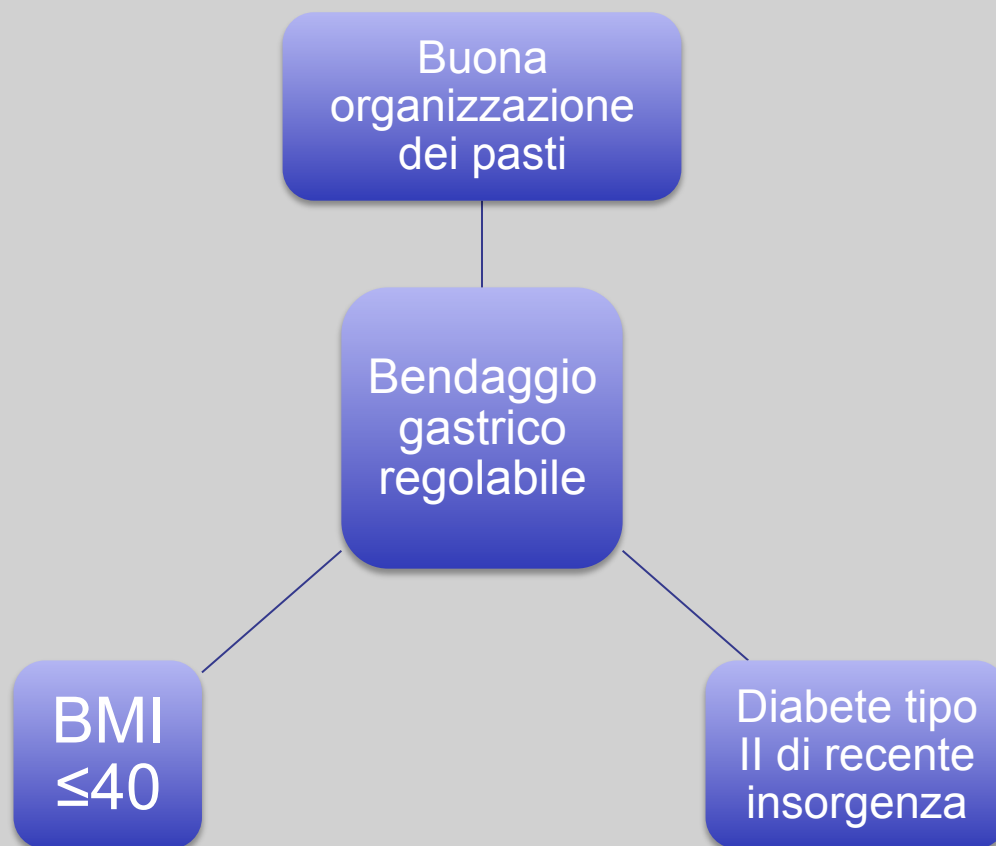 Buona
organizzazione
dei pasti
Bendaggio
gastrico
regolabile
BMI
≤40
Diabete tipo
II di recente
insorgenza